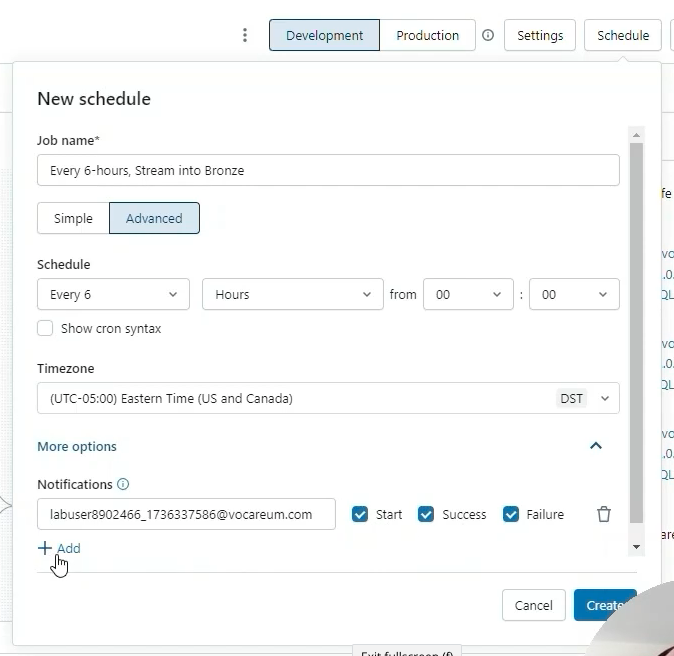 Development Production Settings Schedule
New schedule
Job name*
Every 6-hours, Stream into Bronze
Simple Advanced
Schedule
Every 6 Hours from 00 : 00
Show cron syntax
Timezone
(UTC-05:00) Eastern Time (US and Canada) DST
More options
Notifications
labuser8902466_1736337586@vocareum.com Start Success Failure
+ Add
Cancel Create
Exit fullscreen (f)